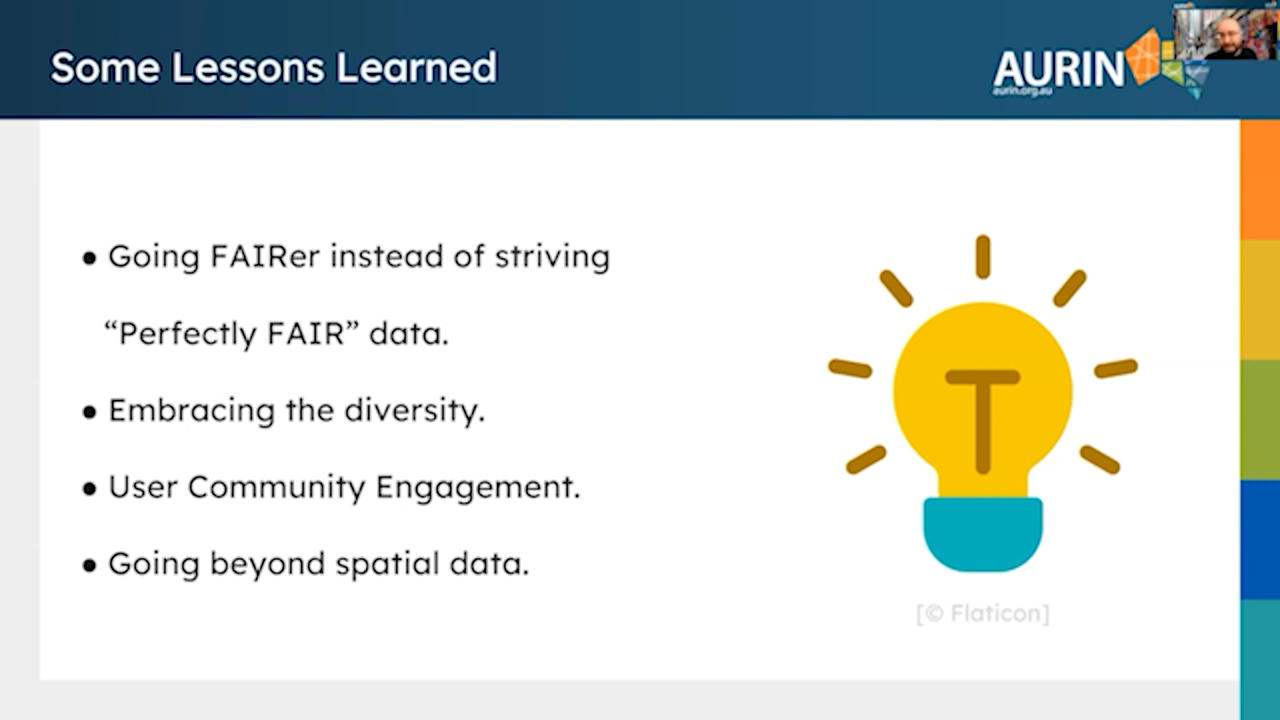 Some Lessons Learned
AURIN
aurin.org.au
● Going FAIRer instead of striving
“Perfectly FAIR” data.
● Embracing the diversity.
● User Community Engagement.
● Going beyond spatial data.
[© Flaticon]